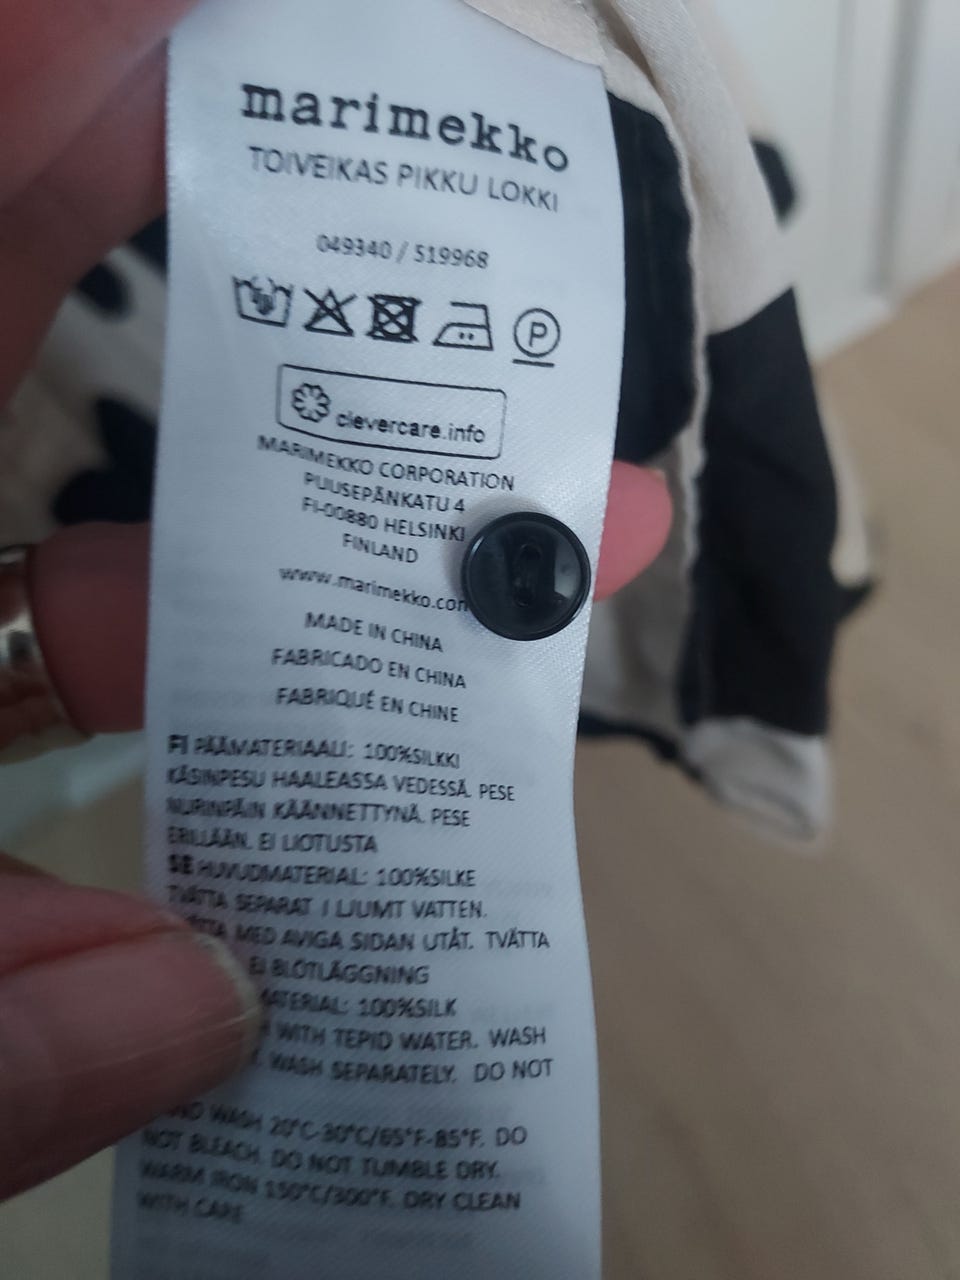 marimekko
TOIVEIKAS PIKKU LOKKI
049340 / 519968
P
clevercare.info
MARIMEKKO CORPORATION
PUUSEPÄNKATU 4
FI-00880 HELSINKI
FINLAND
www.marimekko.com
MADE IN CHINA
FABRICADO EN CHINA
FABRIQUÉ EN CHINE
FI PÄÄMATERIAALI: 100%SILKKI
KÄSINPESU HAALEASSA VEDESSÄ. PESE
NURINPÄIN KÄÄNNETTYNÄ. PESE
ERILLÄÄN. EI LIOTUSTA
SE HUVUDMATERIAL: 100%SILKE
TVÄTTA SEPARAT I LJUMT VATTEN.
MED AVIGA SIDAN UTÅT. TVÄTTA
EJ BLÖTLÄGGNING
MATERIAL: 100%SILK
WITH TEPID WATER. WASH
WASH SEPARATELY. DO NOT
WASH 20°C-30°C/65°F-85°F. DO
NOT BLEACH. DO NOT TUMBLE DRY.
WARM IRON 150°C/300°F. DRY CLEAN
WITH CARE